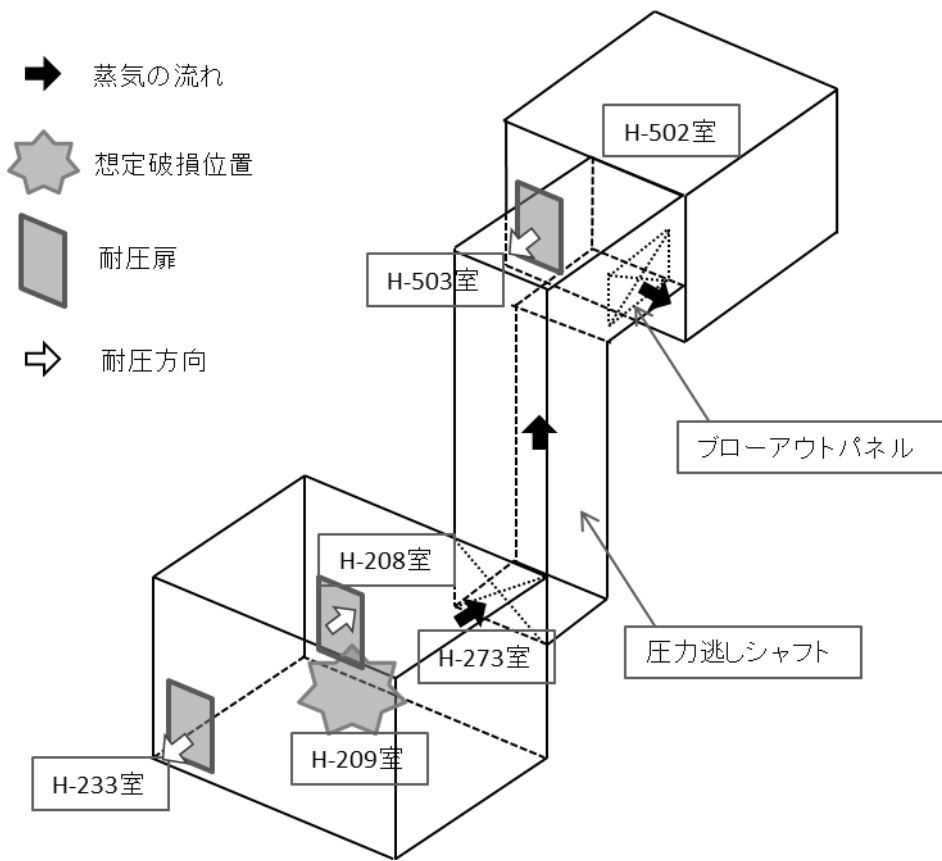 蒸気の流れ
想定破損位置
耐圧扉
耐圧方向
H-502室
H-503室
ブローアウトパネル
H-208室
H-273室
圧力逃しシャフト
H-209室
H-233室